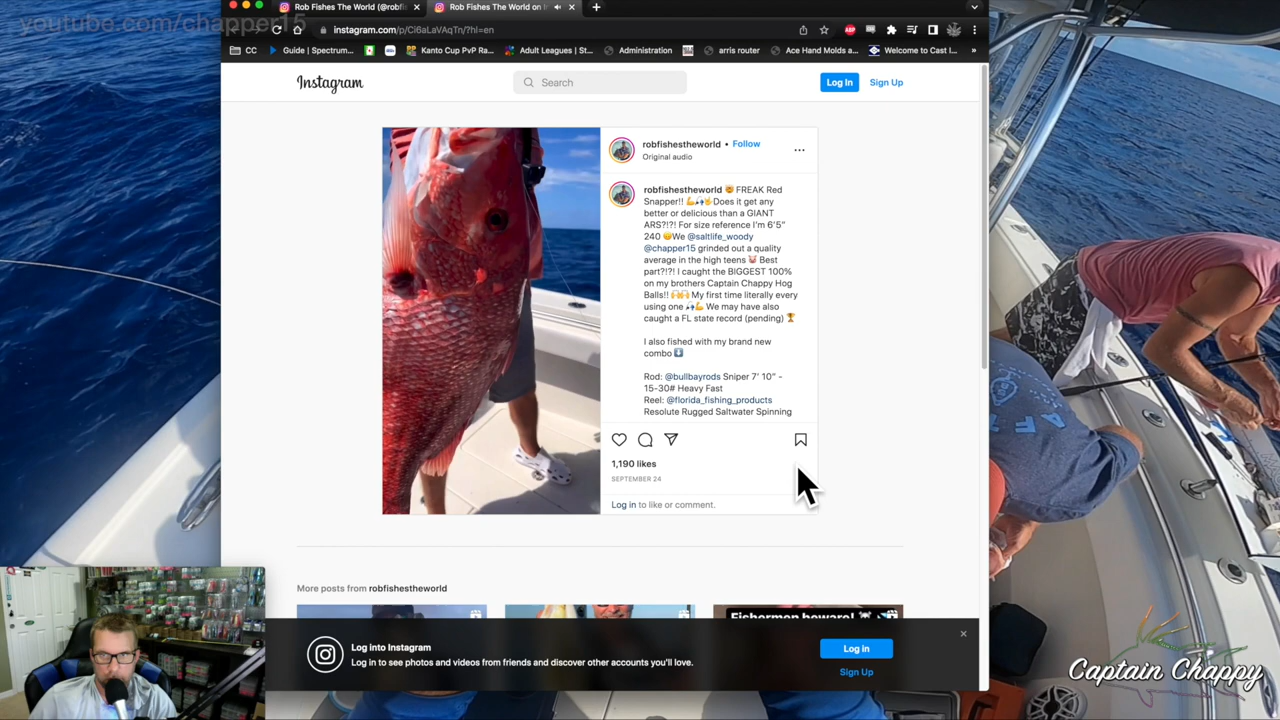 youtube.com/chapper15
Rob Fishes The World (@robfis
Rob Fishes The World on I
instagram.com/p/Ci6aLaVAqTn/?hl=en
ABP
CC
Guide | Spectrum...
Kanto Cup PvP Ra...
Adult Leagues | St...
Administration
arris router
Ace Hand Molds a...
Welcome to Cast I...
Instagram
Search
Log In
Sign Up
robfishestheworld • Follow
Original audio
robfishestheworld 🤯 FREAK Red
Snapper!! 💪🎣🤟Does it get any
better or delicious than a GIANT
ARS?!?! For size reference I'm 6'5"
240 😁We @saltlife_woody
@chapper15 grinded out a quality
average in the high teens 🐷 Best
part?!?! I caught the BIGGEST 100%
on my brothers Captain Chappy Hog
Balls!! 🙌🙌 My first time literally every
using one 🎣💪 We may have also
caught a FL state record (pending) 🏆
I also fished with my brand new
combo ⬇️
Rod: @bullbayrods Sniper 7' 10" -
15-30# Heavy Fast
Reel: @florida_fishing_products
Resolute Rugged Saltwater Spinning
1,190 likes
SEPTEMBER 24
Log in to like or comment.
More posts from robfishestheworld
Fishermen beware!
Log into Instagram
Log in to see photos and videos from friends and discover other accounts you'll love.
Log in
Sign Up
Captain Chappy